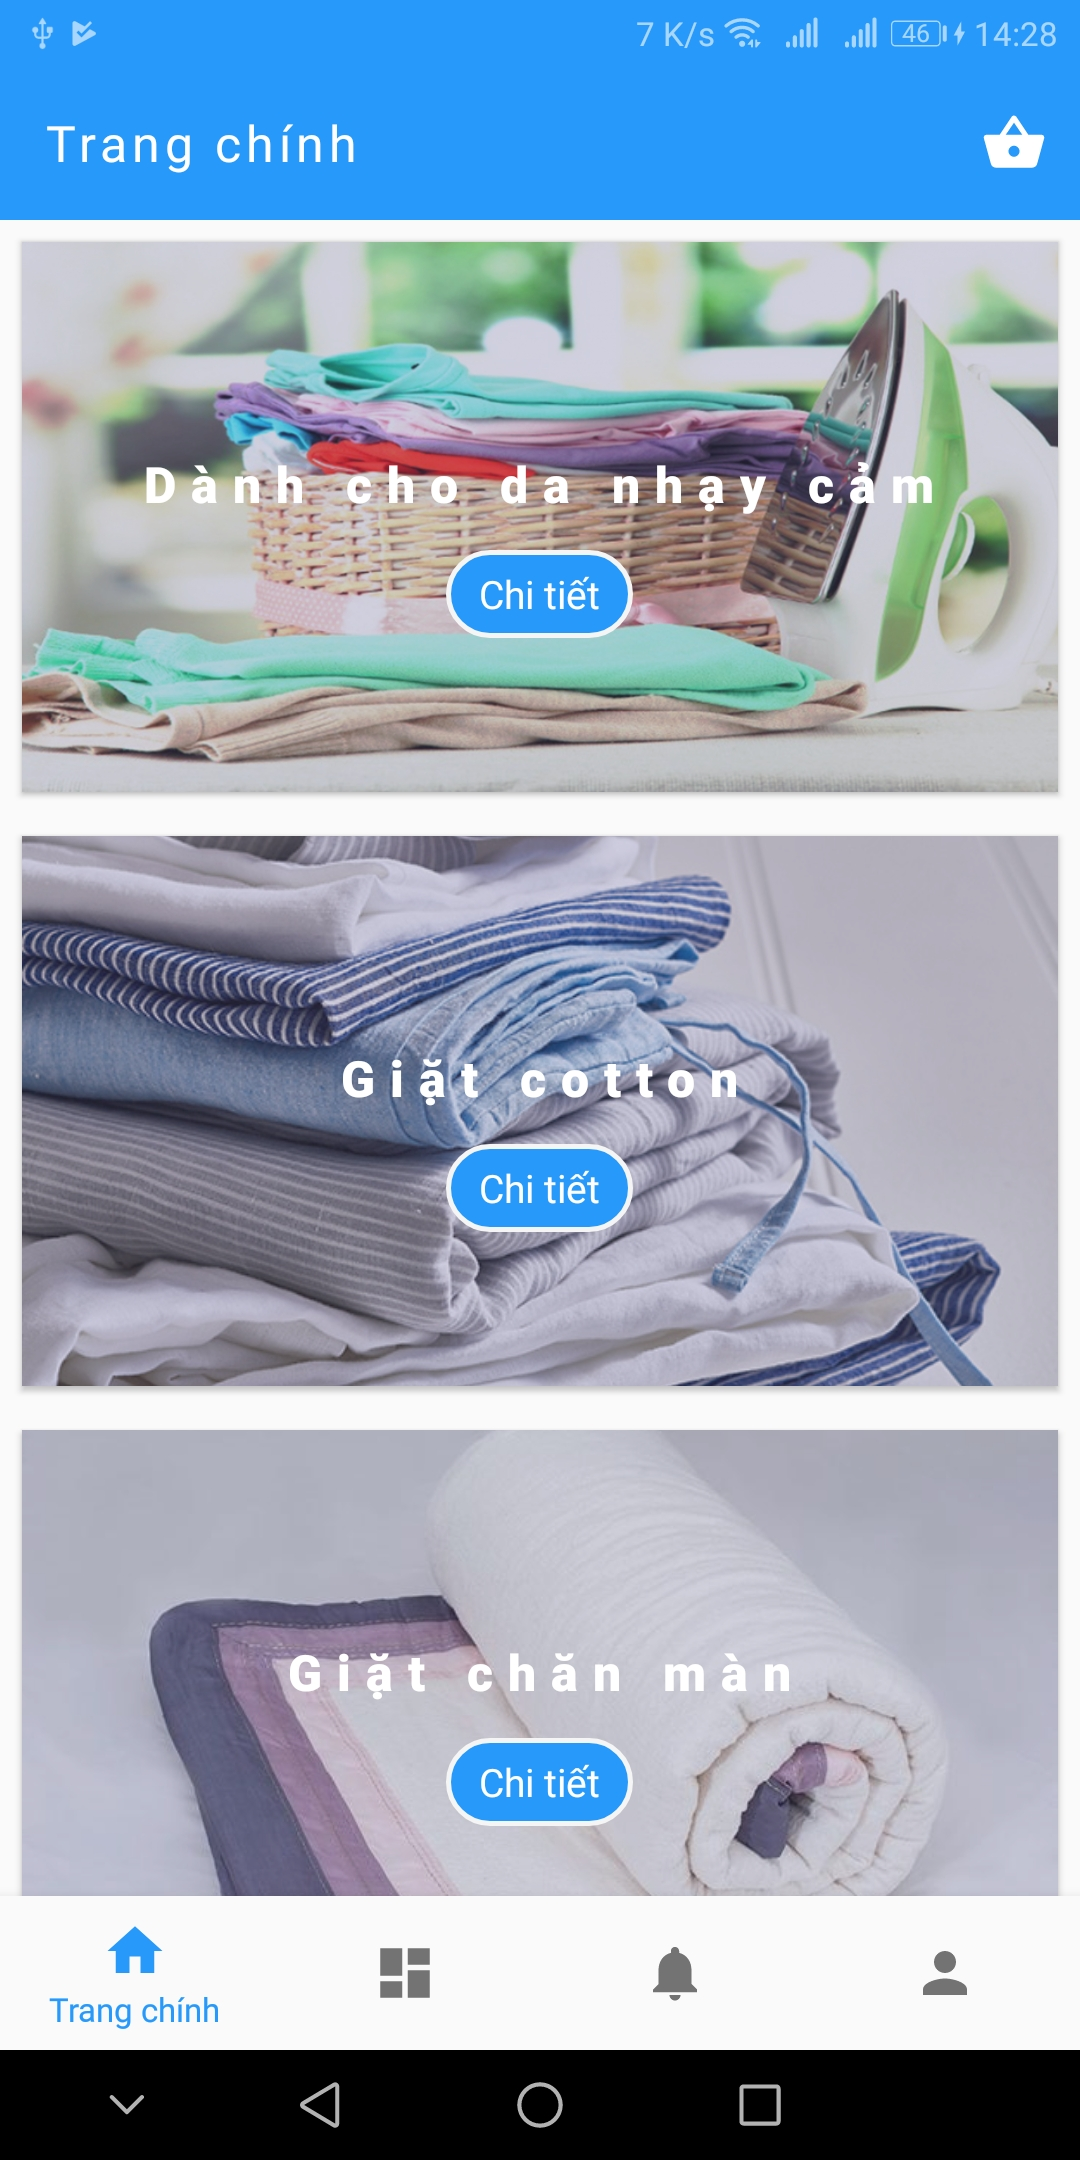 7 K/s 46 14:28
Trang chính
Dành cho da nhạy cảm
Chi tiết
Giặt cotton
Chi tiết
Giặt chăn màn
Chi tiết
Trang chính